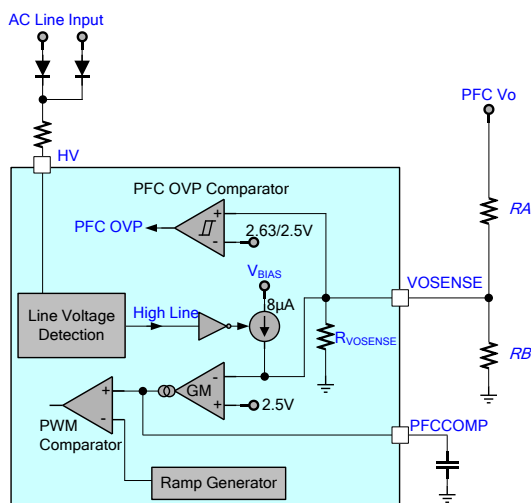 AC Line Input
PFC Vo
HV
PFC OVP Comparator
PFC OVP
+
-
2.63/2.5V
RA
VBIAS
VOSENSE
8µA
Line Voltage
Detection
High Line
RVOSENSE
RB
-
GM
+
2.5V
+
-
PWM
Comparator
PFCCOMP
Ramp Generator